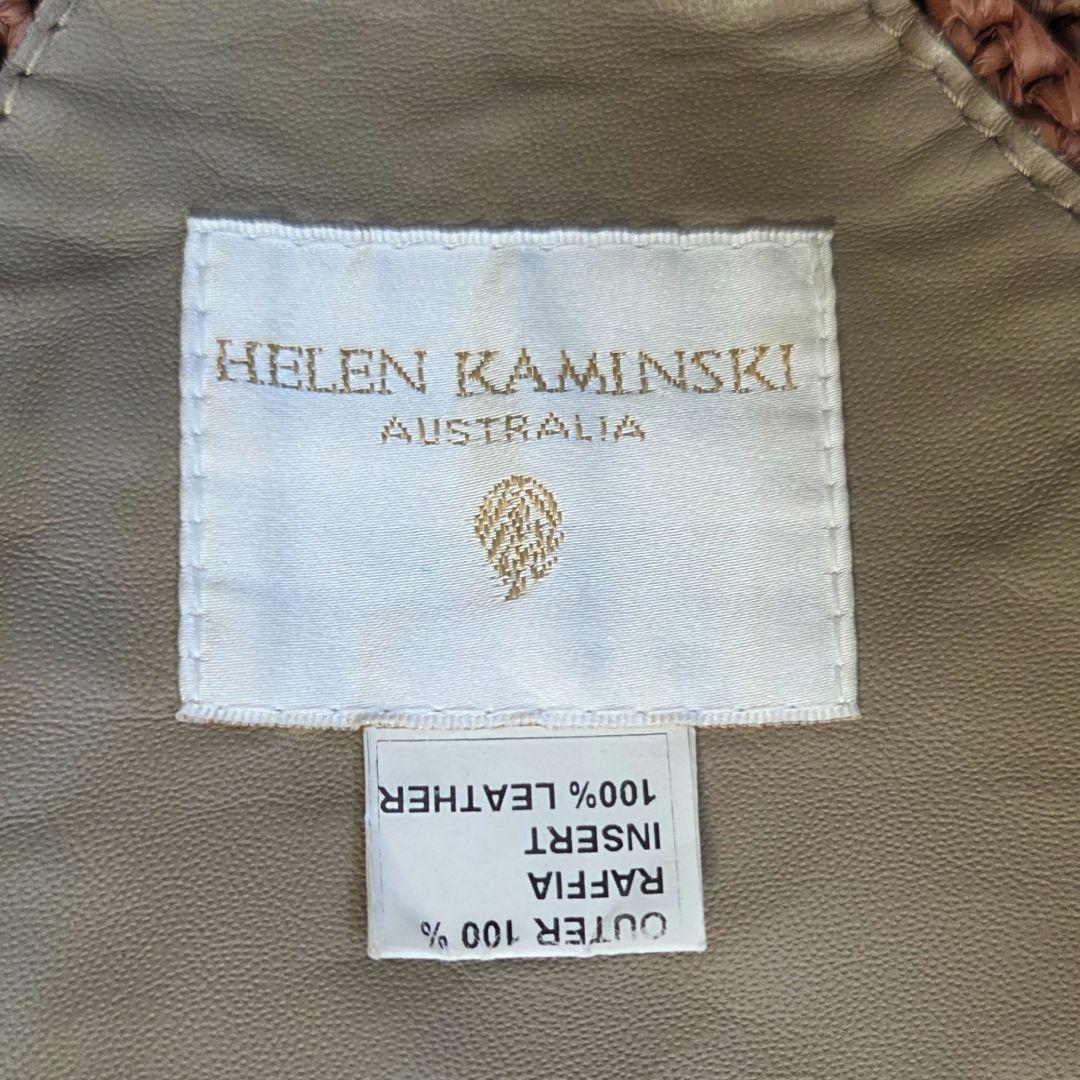 HELEN KAMINSKI
AUSTRALIA
OUTER 100 %
RAFFIA
INSERT
100% LEATHER